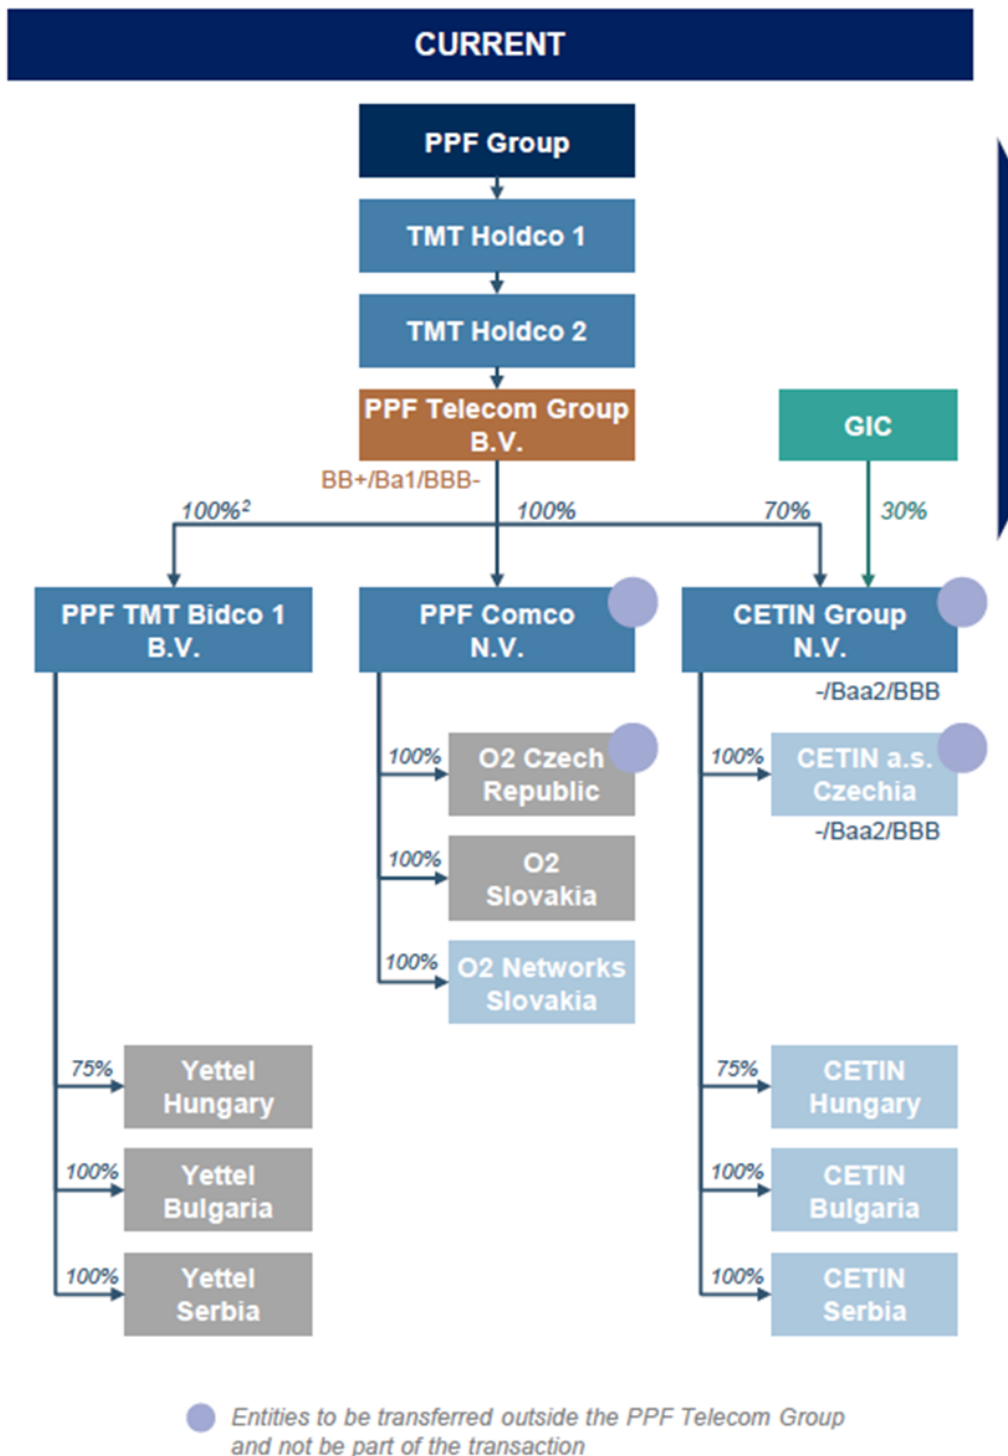 CURRENT
PPF Group
TMT Holdco 1
TMT Holdco 2
PPF Telecom Group
B.V.
GIC
BB+/Ba1/BBB-
100%²
100%
70%
30%
PPF TMT Bidco 1
B.V.
PPF Comco
N.V.
CETIN Group
N.V.
-/Baa2/BBB
100%
O2 Czech
Republic
100%
CETIN a.s.
Czechia
-/Baa2/BBB
100%
O2
Slovakia
100%
O2 Networks
Slovakia
75%
Yettel
Hungary
75%
CETIN
Hungary
100%
Yettel
Bulgaria
100%
CETIN
Bulgaria
100%
Yettel
Serbia
100%
CETIN
Serbia
Entities to be transferred outside the PPF Telecom Group
and not be part of the transaction